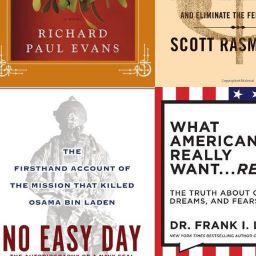 A NOVEL
RICHARD
PAUL EVANS
AND ELIMINATE THE FE
SCOTT RASM
THE
FIRSTHAND ACCOUNT OF
THE MISSION THAT KILLED
OSAMA BIN LADEN
NO EASY DAY
WHAT
AMERICAN
REALLY
WANT...RE
THE TRUTH ABOUT O
DREAMS, AND FEARS
DR. FRANK I. L